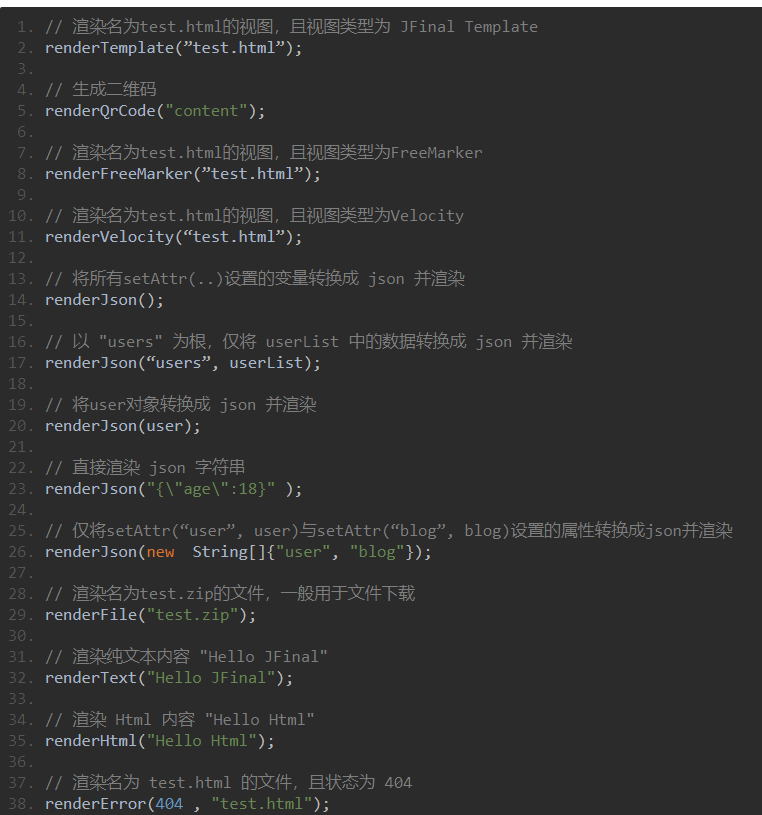 1. // 渲染名为test.html的视图，且视图类型为 JFinal Template
2. renderTemplate(”test.html”);
3.
4. // 生成二维码
5. renderQrCode("content");
6.
7. // 渲染名为test.html的视图，且视图类型为FreeMarker
8. renderFreeMarker(”test.html”);
9.
10. // 渲染名为test.html的视图，且视图类型为Velocity
11. renderVelocity(“test.html”);
12.
13. // 将所有setAttr(..)设置的变量转换成 json 并渲染
14. renderJson();
15.
16. // 以 "users" 为根，仅将 userList 中的数据转换成 json 并渲染
17. renderJson(“users”, userList);
18.
19. // 将user对象转换成 json 并渲染
20. renderJson(user);
21.
22. // 直接渲染 json 字符串
23. renderJson("{\"age\":18}" );
24.
25. // 仅将setAttr(“user”, user)与setAttr(“blog”, blog)设置的属性转换成json并渲染
26. renderJson(new  String[]{"user", "blog"});
27.
28. // 渲染名为test.zip的文件，一般用于文件下载
29. renderFile("test.zip");
30.
31. // 渲染纯文本内容 "Hello JFinal"
32. renderText("Hello JFinal");
33.
34. // 渲染 Html 内容 "Hello Html"
35. renderHtml("Hello Html");
36.
37. // 渲染名为 test.html 的文件，且状态为 404
38. renderError(404 , "test.html");